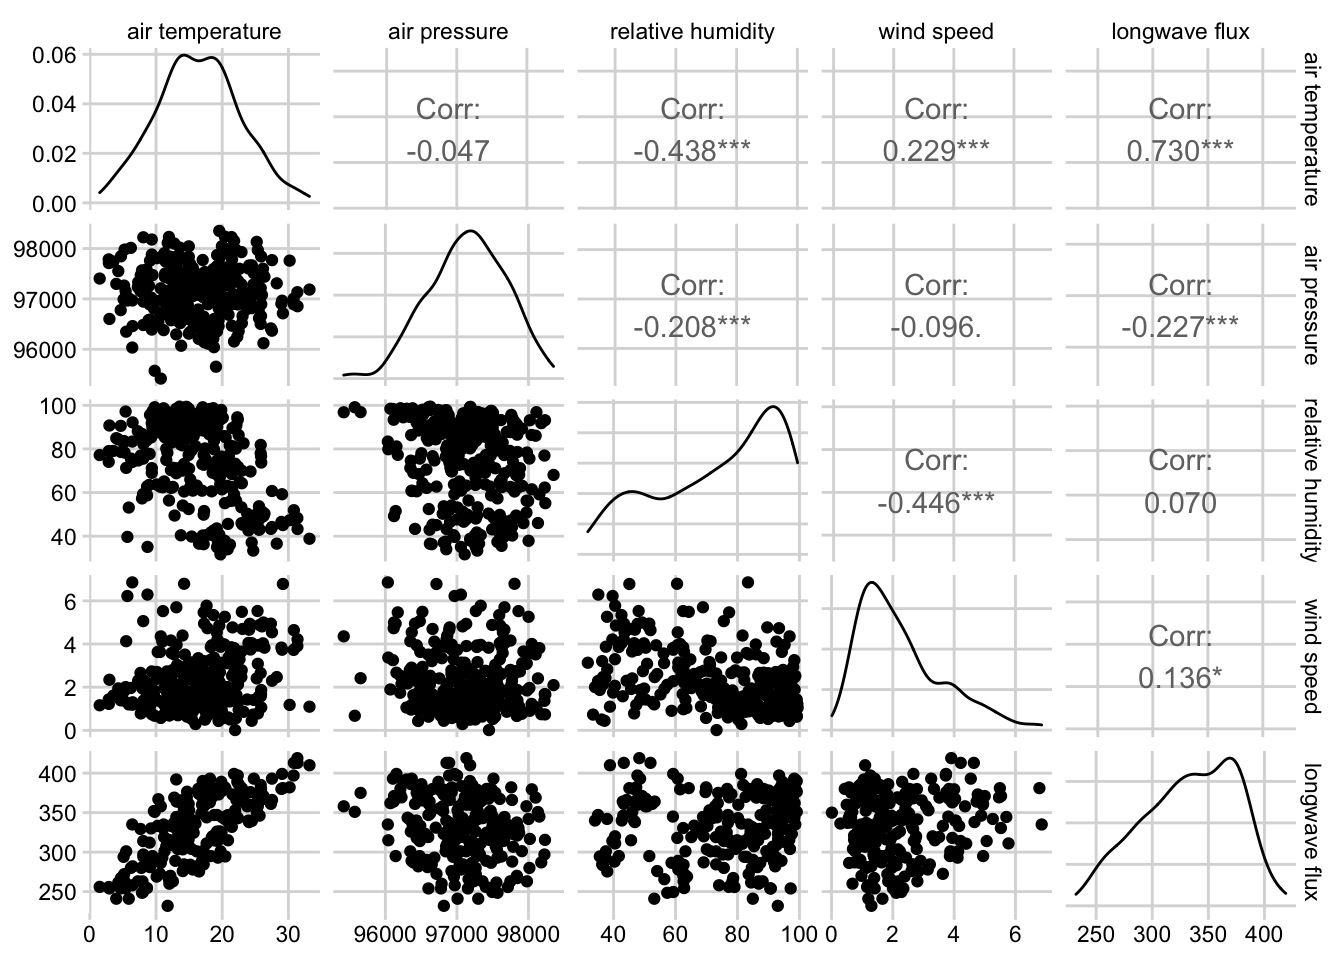 air temperature air pressure relative humidity wind speed longwave flux
0.06
0.04
0.02
0.00
Corr:
-0.047
Corr:
-0.438***
Corr:
0.229***
Corr:
0.730***
air temperature
98000
97000
96000
Corr:
-0.208***
Corr:
-0.096.
Corr:
-0.227***
air pressure
100
80
60
40
Corr:
-0.446***
Corr:
0.070
relative humidity
6
4
2
0
Corr:
0.136*
wind speed
400
350
300
250
longwave flux
0 10 20 30 96000 97000 98000 40 60 80 100 0 2 4 6 250 300 350 400